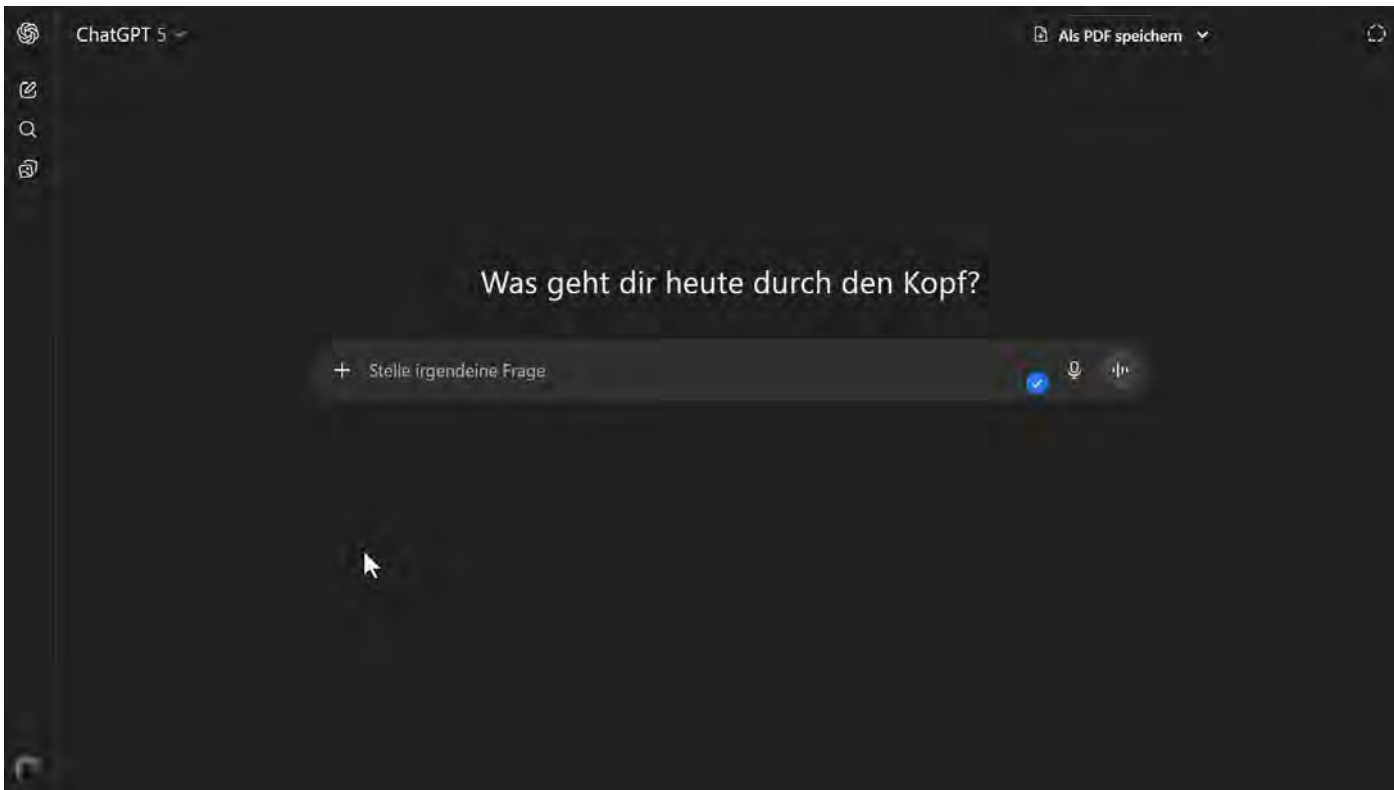 ChatGPT 5
Als PDF speichern
Was geht dir heute durch den Kopf?
Stelle irgendeine Frage